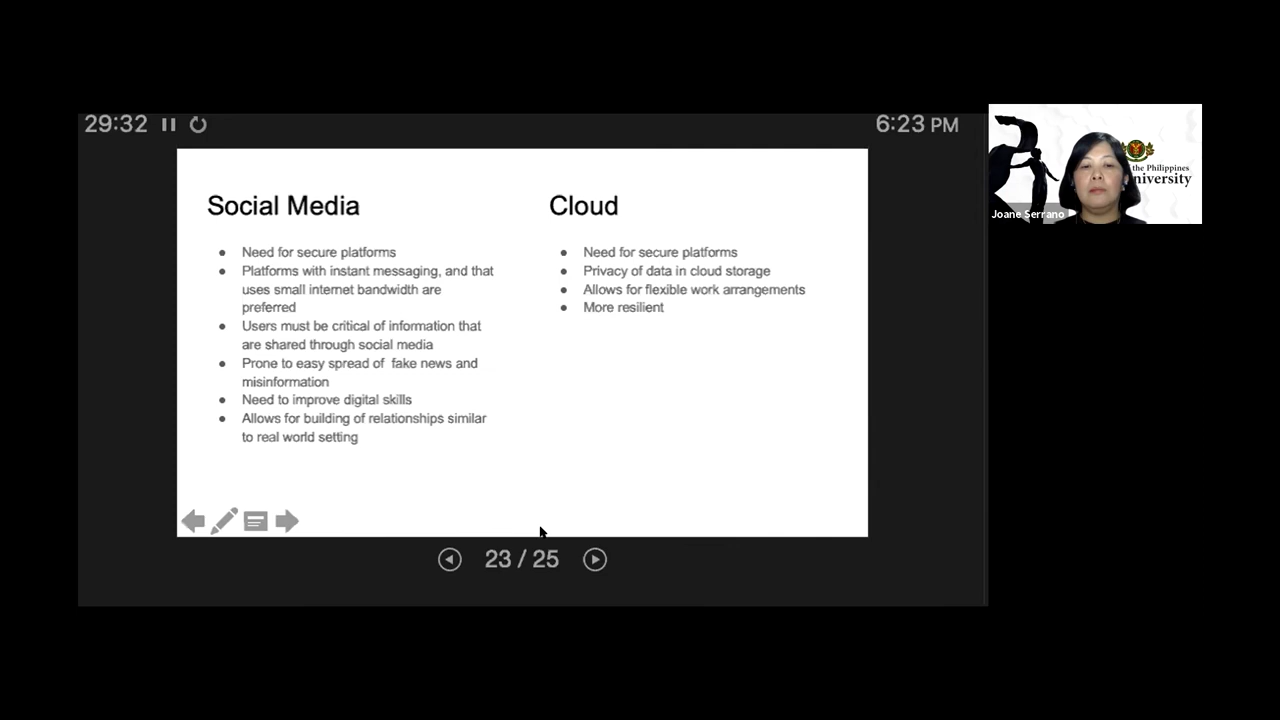 29:32
6:23 PM
Social Media
● Need for secure platforms
● Platforms with instant messaging, and that
uses small internet bandwidth are
preferred
● Users must be critical of information that
are shared through social media
● Prone to easy spread of fake news and
misinformation
● Need to improve digital skills
● Allows for building of relationships similar
to real world setting
Cloud
● Need for secure platforms
● Privacy of data in cloud storage
● Allows for flexible work arrangements
● More resilient
23 / 25
the Philippines
niversity
Joane Serrano